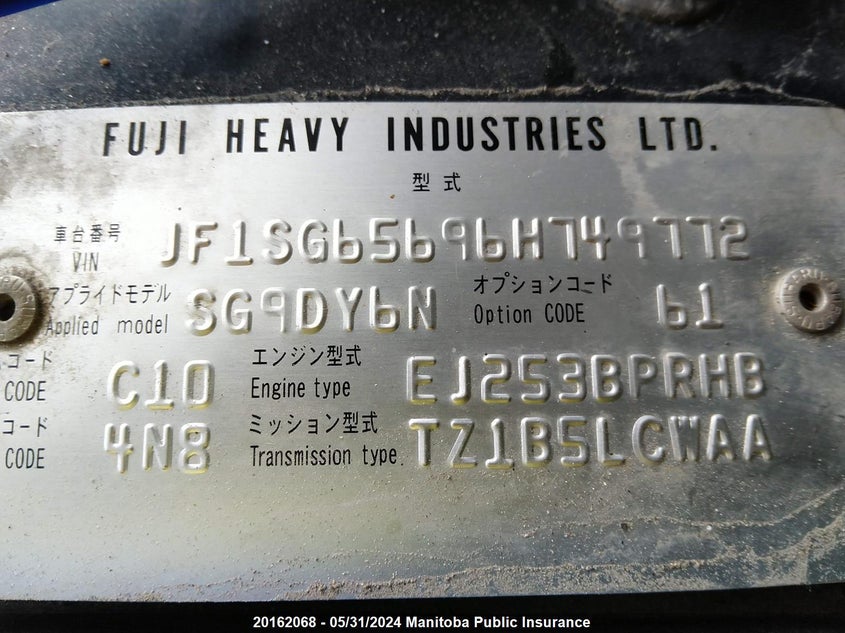 FUJI HEAVY INDUSTRIES LTD.
型式
車台番号 VIN JF1SG65696H749772
アプライドモデル Applied model SG9DY6N オプションコード Option CODE 61
コード CODE C10 エンジン型式 Engine type EJ253BPRHB
コード CODE 4N8 ミッション型式 Transmission type TZ1B5LCWAA
20162068 - 05/31/2024 Manitoba Public Insurance